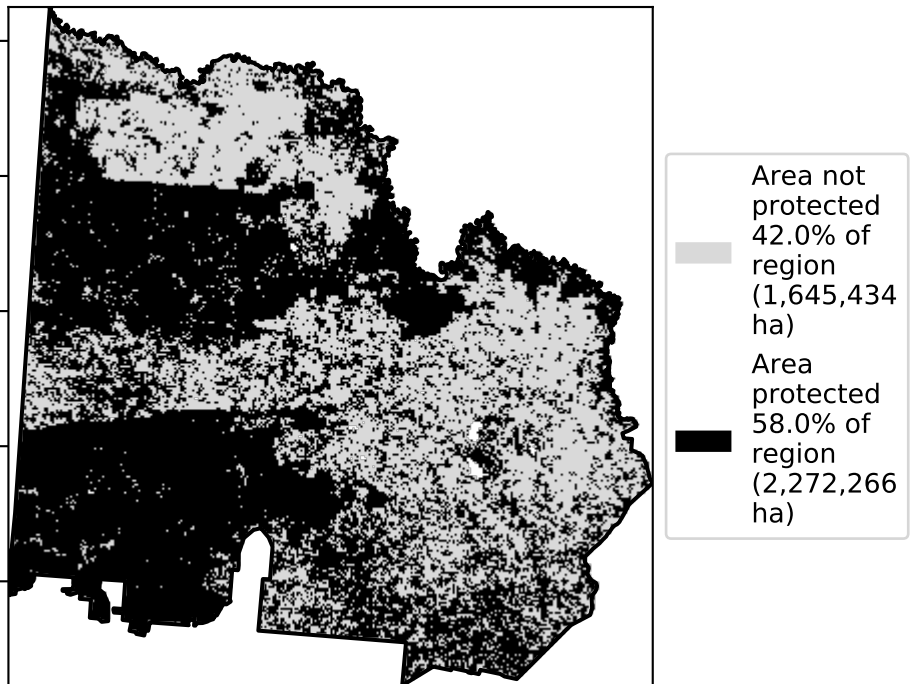 Area not
protected
42.0% of
region
(1,645,434
ha)
Area
protected
58.0% of
region
(2,272,266
ha)